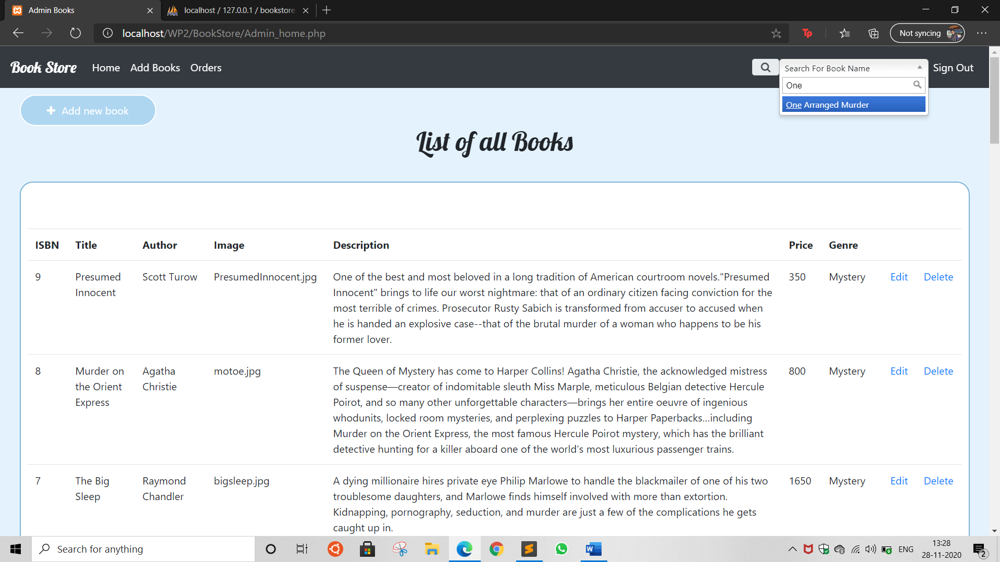 Admin Books
localhost / 127.0.0.1 / bookstore
localhost/WP2/BookStore/Admin_home.php
Tp
Not syncing
Book Store
Home
Add Books
Orders
Search For Book Name
Sign Out
One
One Arranged Murder
Add new book
List of all Books
ISBN Title Author Image Description Price Genre
9
Presumed
Innocent
Scott Turow
PresumedInnocent.jpg
One of the best and most beloved in a long tradition of American courtroom novels."Presumed
Innocent" brings to life our worst nightmare: that of an ordinary citizen facing conviction for the
most terrible of crimes. Prosecutor Rusty Sabich is transformed from accuser to accused when
he is handed an explosive case--that of the brutal murder of a woman who happens to be his
former lover.
350
Mystery
Edit
Delete
8
Murder on
the Orient
Express
Agatha
Christie
motoe.jpg
The Queen of Mystery has come to Harper Collins! Agatha Christie, the acknowledged mistress
of suspense—creator of indomitable sleuth Miss Marple, meticulous Belgian detective Hercule
Poirot, and so many other unforgettable characters—brings her entire oeuvre of ingenious
whodunits, locked room mysteries, and perplexing puzzles to Harper Paperbacks...including
Murder on the Orient Express, the most famous Hercule Poirot mystery, which has the brilliant
detective hunting for a killer aboard one of the world’s most luxurious passenger trains.
800
Mystery
Edit
Delete
7
The Big
Sleep
Raymond
Chandler
bigsleep.jpg
A dying millionaire hires private eye Philip Marlowe to handle the blackmailer of one of his two
troublesome daughters, and Marlowe finds himself involved with more than extortion.
Kidnapping, pornography, seduction, and murder are just a few of the complications he gets
caught up in.
1650
Mystery
Edit
Delete
Search for anything
ENG
13:28
28-11-2020
2